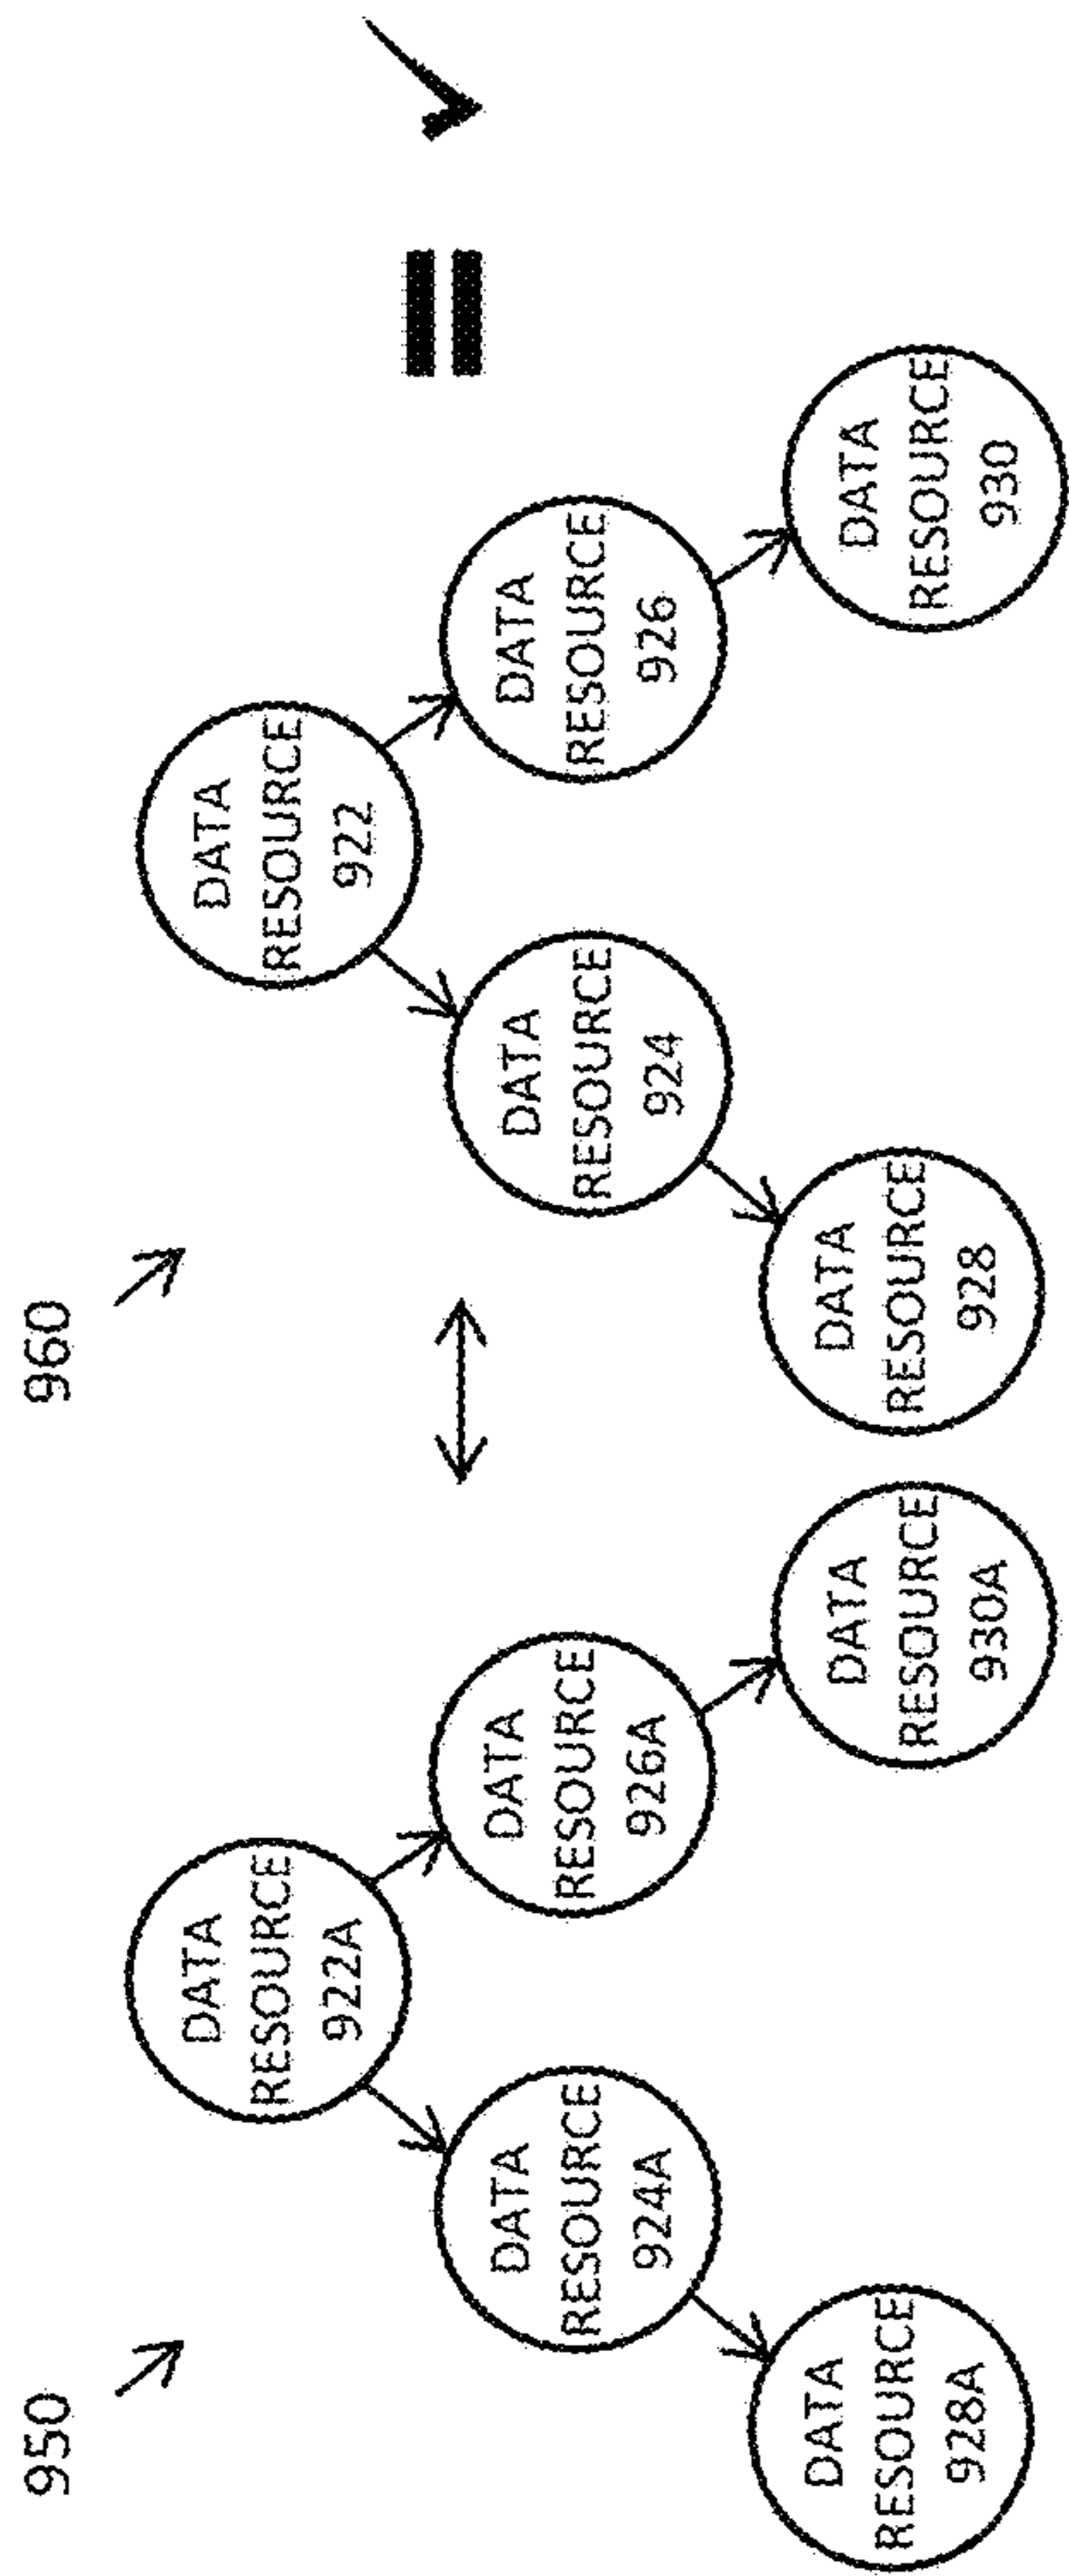 950
960
DATA
RESOURCE
922A
DATA
RESOURCE
924A
DATA
RESOURCE
926A
DATA
RESOURCE
928A
DATA
RESOURCE
930A
DATA
RESOURCE
922
DATA
RESOURCE
924
DATA
RESOURCE
926
DATA
RESOURCE
928
DATA
RESOURCE
930
=